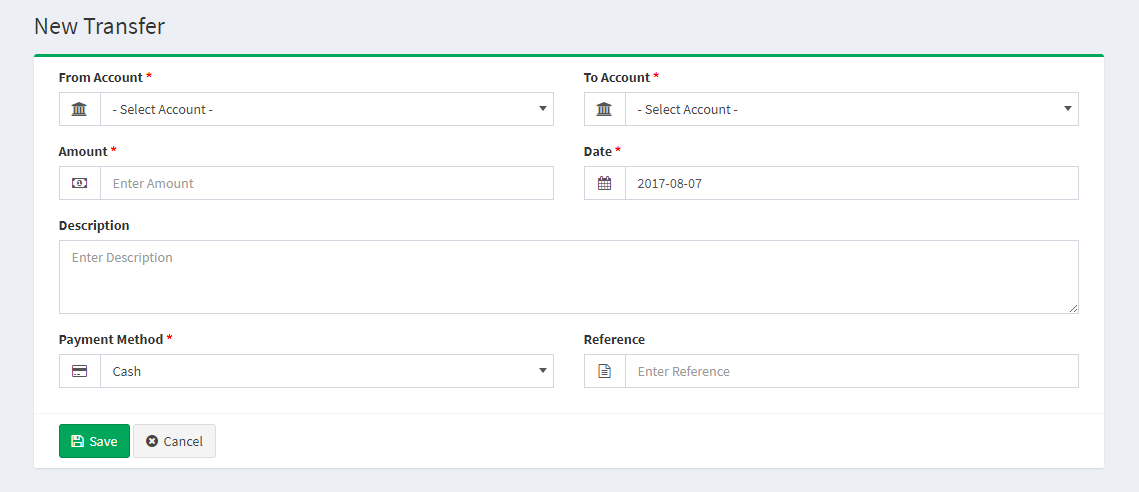 New Transfer
From Account * To Account *
- Select Account - - Select Account -
Amount * Date *
Enter Amount 2017-08-07
Description
Enter Description
Payment Method * Reference
Cash Enter Reference
Save Cancel